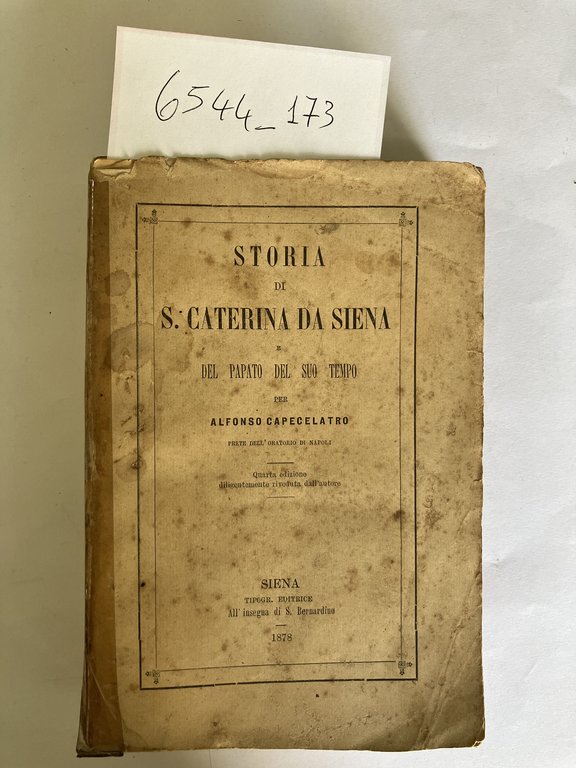 6544_173
STORIA
DI
S. CATERINA DA SIENA
E
DEL PAPATO DEL SUO TEMPO
PER
ALFONSO CAPECELATRO
PRETE DELL'ORATORIO DI NAPOLI
Quarta edizione
diligentemente riveduta dall'autore
SIENA
TIPOGR. EDITRICE
All' insegna di S. Bernardino
1878